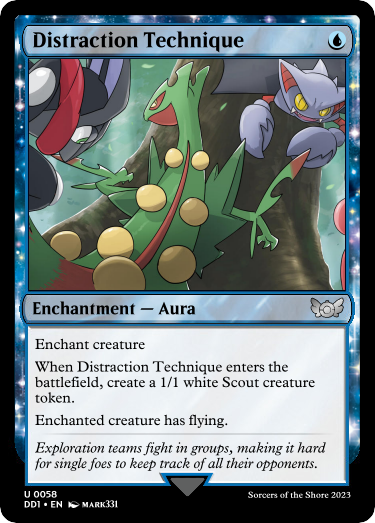 Distraction Technique
Enchantment — Aura
Enchant creature
When Distraction Technique enters the
battlefield, create a 1/1 white Scout creature
token.
Enchanted creature has flying.
Exploration teams fight in groups, making it hard
for single foes to keep track of all their opponents.
U 0058
DD1 • EN MARK331
Sorcers of the Shore 2023